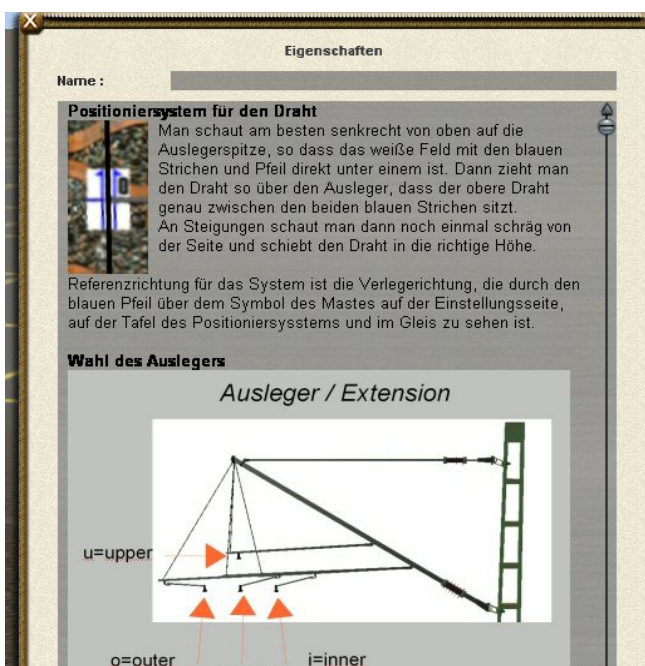 X
Eigenschaften
Name :
Positioniersystem für den Draht
Man schaut am besten senkrecht von oben auf die
Auslegerspitze, so dass das weiße Feld mit den blauen
Strichen und Pfeil direkt unter einem ist. Dann zieht man
den Draht so über den Ausleger, dass der obere Draht
genau zwischen den beiden blauen Strichen sitzt.
An Steigungen schaut man dann noch einmal schräg von
der Seite und schiebt den Draht in die richtige Höhe.
Referenzrichtung für das System ist die Verlegerichtung, die durch den
blauen Pfeil über dem Symbol des Mastes auf der Einstellungsseite,
auf der Tafel des Positioniersysstems und im Gleis zu sehen ist.
Wahl des Auslegers
Ausleger / Extension
u=upper
o=outer
i=inner